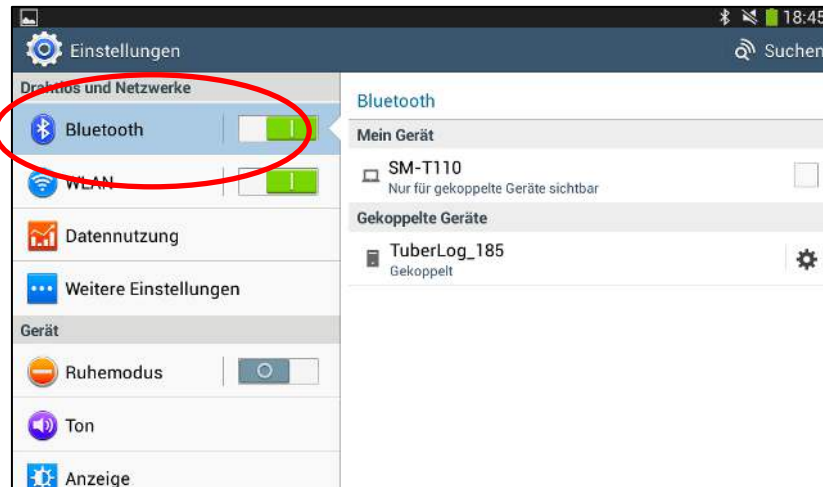 18:45
Einstellungen
Suchen
Drahtlos und Netzwerke
Bluetooth
WLAN
Datennutzung
Weitere Einstellungen
Gerät
Ruhemodus
Ton
Anzeige
Bluetooth
Mein Gerät
SM-T110
Nur für gekoppelte Geräte sichtbar
Gekoppelte Geräte
TuberLog_185
Gekoppelt